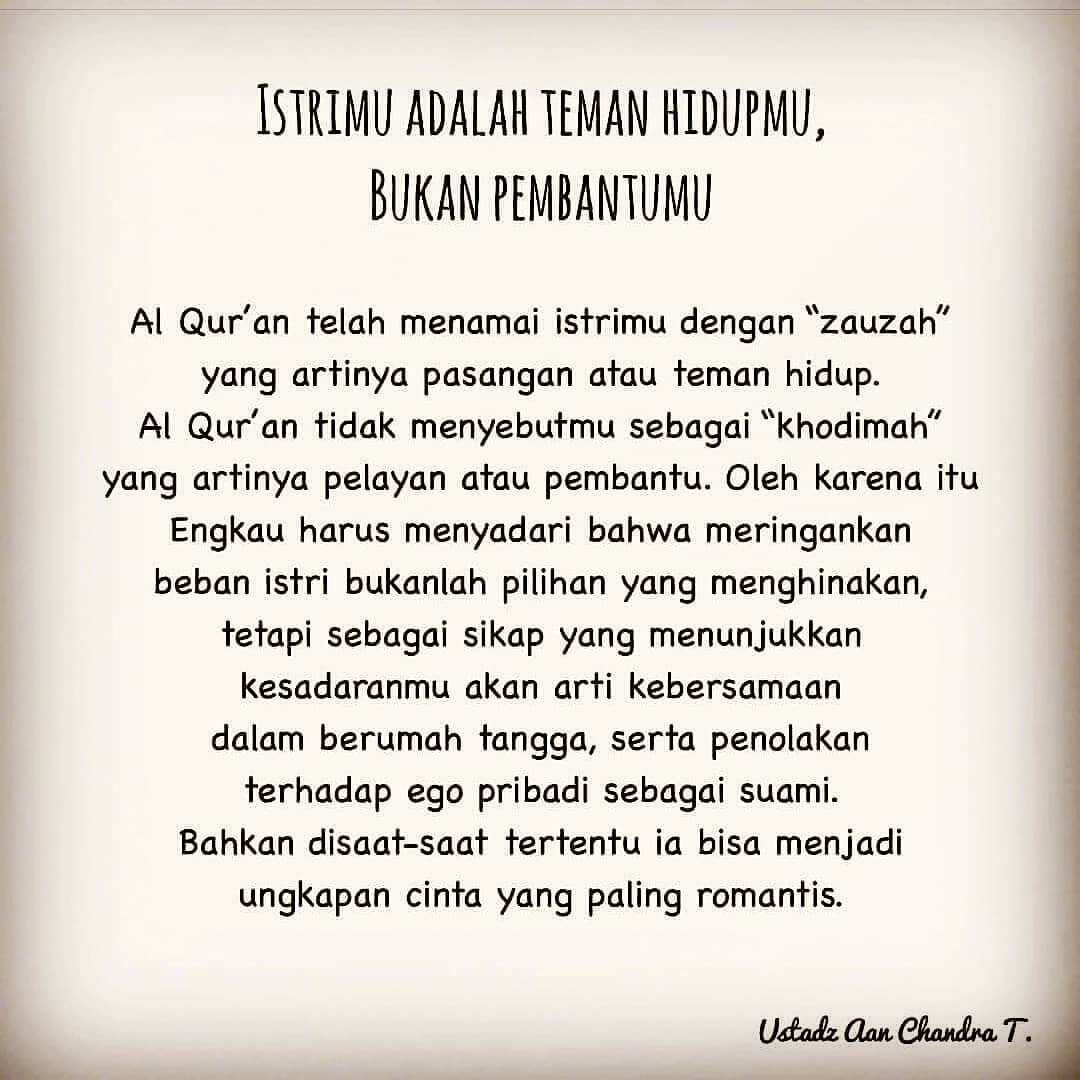 Istrimu adalah teman hidupmu,
Bukan pembantumu
Al Qur’an telah menamai istrimu dengan “zauzah”
yang artinya pasangan atau teman hidup.
Al Qur’an tidak menyebutmu sebagai “khodimah”
yang artinya pelayan atau pembantu. Oleh karena itu
Engkau harus menyadari bahwa meringankan
beban istri bukanlah pilihan yang menghinakan,
tetapi sebagai sikap yang menunjukkan
kesadaranmu akan arti kebersamaan
dalam berumah tangga, serta penolakan
terhadap ego pribadi sebagai suami.
Bahkan disaat-saat tertentu ia bisa menjadi
ungkapan cinta yang paling romantis.
Ustadz Aan Chandra T.